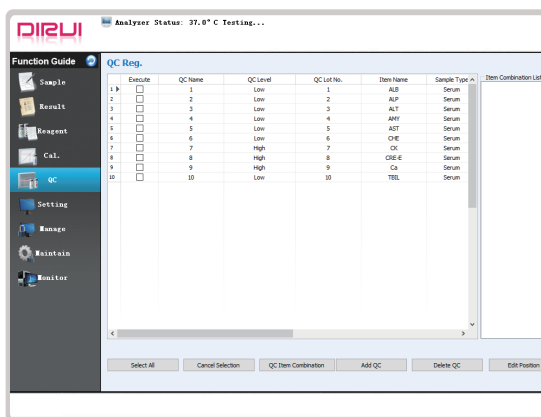 DIRUI
Analyzer Status: 37.0°C Testing...
Function Guide
Sample
Result
Reagent
Cal.
QC
Setting
Manage
Maintain
Monitor
QC Reg.
Execute QC Name QC Level QC Lot No. Item Name Sample Type
1 1 Low 1 ALB Serum
2 2 Low 2 ALP Serum
3 3 Low 3 ALT Serum
4 4 Low 4 AMY Serum
5 5 Low 5 AST Serum
6 6 Low 6 CHE Serum
7 7 High 7 CK Serum
8 8 High 8 CRE-E Serum
9 9 High 9 Ca Serum
10 10 Low 10 TBIL Serum
Item Combination List
Select All Cancel Selection QC Item Combination Add QC Delete QC Edit Position